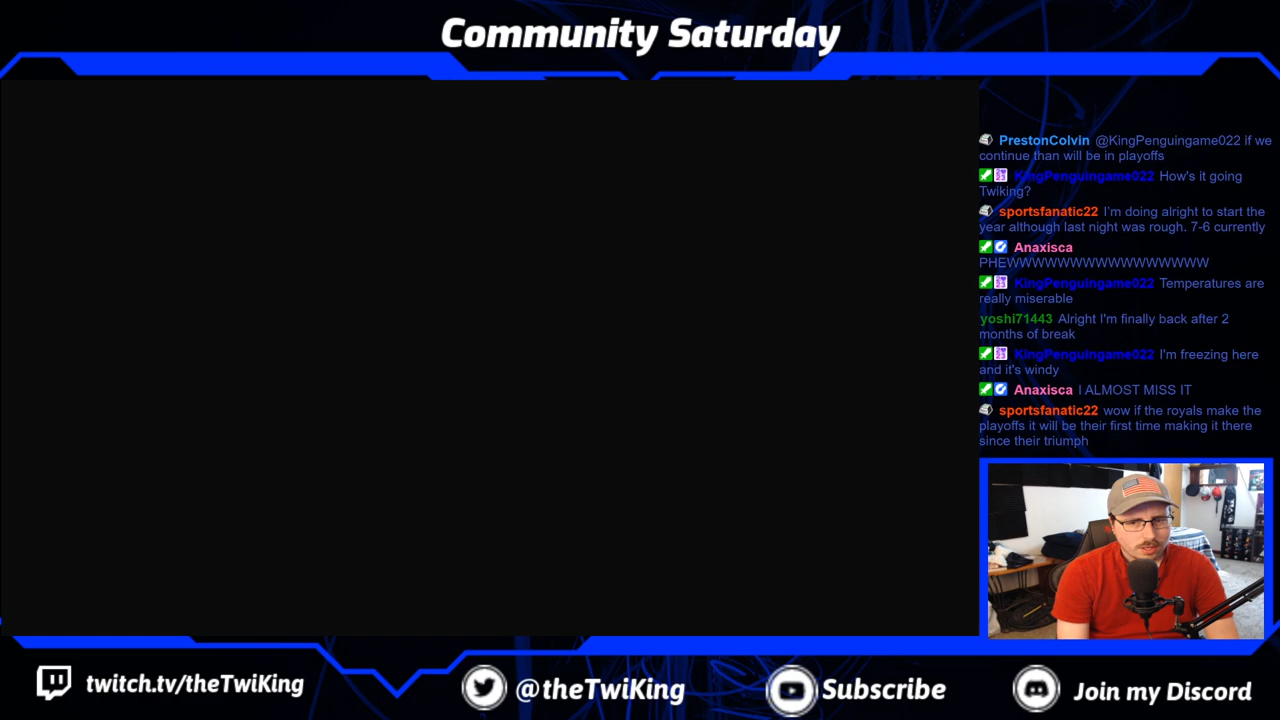 Community Saturday
PrestonColvin @KingPenguingame022 if we
continue than will be in playoffs
KingPenguingame022 How's it going
Twiking?
sportsfanatic22 I'm doing alright to start the
year although last night was rough. 7-6 currently
Anaxisca
PHEWWWWWWWWWWWWWWWW
KingPenguingame022 Temperatures are
really miserable
yoshi71443 Alright I'm finally back after 2
months of break
KingPenguingame022 I'm freezing here
and it's windy
Anaxisca I ALMOST MISS IT
sportsfanatic22 wow if the royals make the
playoffs it will be their first time making it there
since their triumph
twitch.tv/theTwiKing
@theTwiKing
Subscribe
Join my Discord